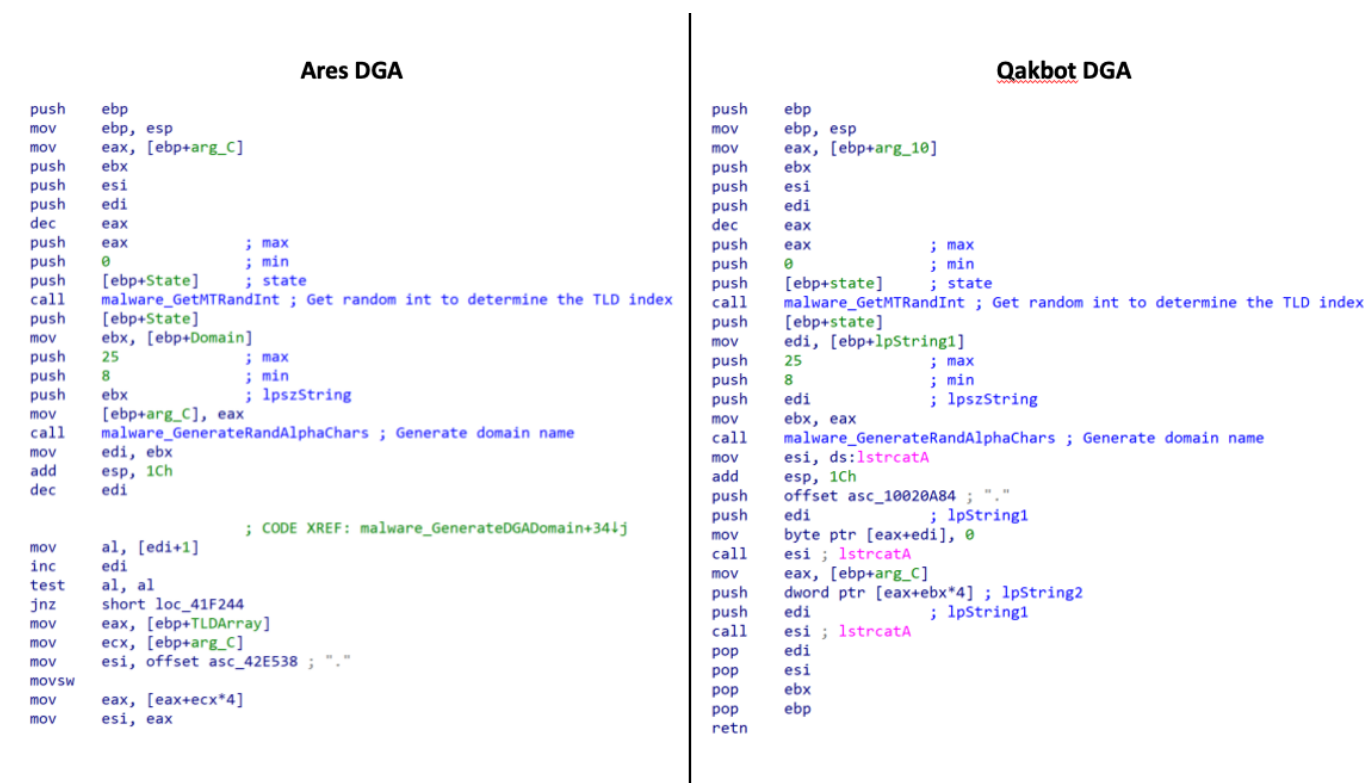 Ares DGA
push ebp
mov ebp, esp
mov eax, [ebp+arg_C]
push ebx
push esi
push edi
dec eax
push eax ; max
push 0 ; min
push [ebp+State] ; state
call malware_GetMTRandInt ; Get random int to determine the TLD index
push [ebp+State]
mov ebx, [ebp+Domain]
push 25 ; max
push 8 ; min
push ebx ; lpszString
mov [ebp+arg_C], eax
call malware_GenerateRandAlphaChars ; Generate domain name
mov edi, ebx
add esp, 1Ch
dec edi
; CODE XREF: malware_GenerateDGADomain+34↓j
mov al, [edi+1]
inc edi
test al, al
jnz short loc_41F244
mov eax, [ebp+TLDArray]
mov ecx, [ebp+arg_C]
mov esi, offset asc_42E538 ; "."
movsw
mov eax, [eax+ecx*4]
mov esi, eax
Qakbot DGA
push ebp
mov ebp, esp
mov eax, [ebp+arg_10]
push ebx
push esi
push edi
dec eax
push eax ; max
push 0 ; min
push [ebp+state] ; state
call malware_GetMTRandInt ; Get random int to determine the TLD index
push [ebp+state]
mov edi, [ebp+lpString1]
push 25 ; max
push 8 ; min
push edi ; lpszString
mov ebx, eax
call malware_GenerateRandAlphaChars ; Generate domain name
mov esi, ds:lstrcatA
add esp, 1Ch
push offset asc_10020A84 ; "."
push edi ; lpString1
mov byte ptr [eax+edi], 0
call esi ; lstrcatA
mov eax, [ebp+arg_C]
push dword ptr [eax+ebx*4] ; lpString2
push edi ; lpString1
call esi ; lstrcatA
pop edi
pop esi
pop ebx
pop ebp
retn